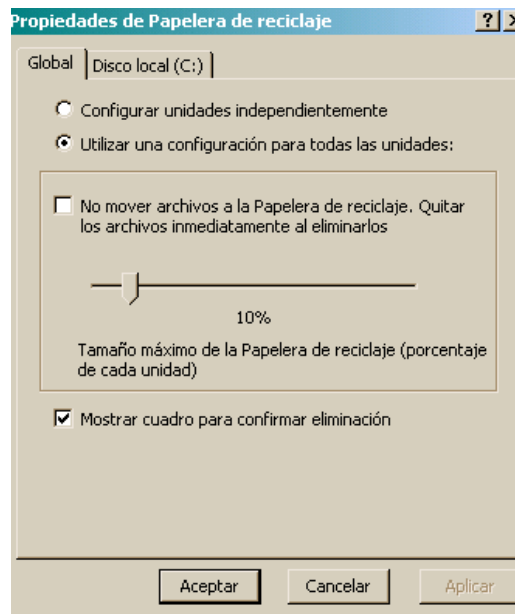 Propiedades de Papelera de reciclaje
Global
Disco local (C:)
Configurar unidades independientemente
Utilizar una configuración para todas las unidades:
No mover archivos a la Papelera de reciclaje. Quitar
los archivos inmediatamente al eliminarlos
10%
Tamaño máximo de la Papelera de reciclaje (porcentaje
de cada unidad)
Mostrar cuadro para confirmar eliminación
Aceptar
Cancelar
Aplicar